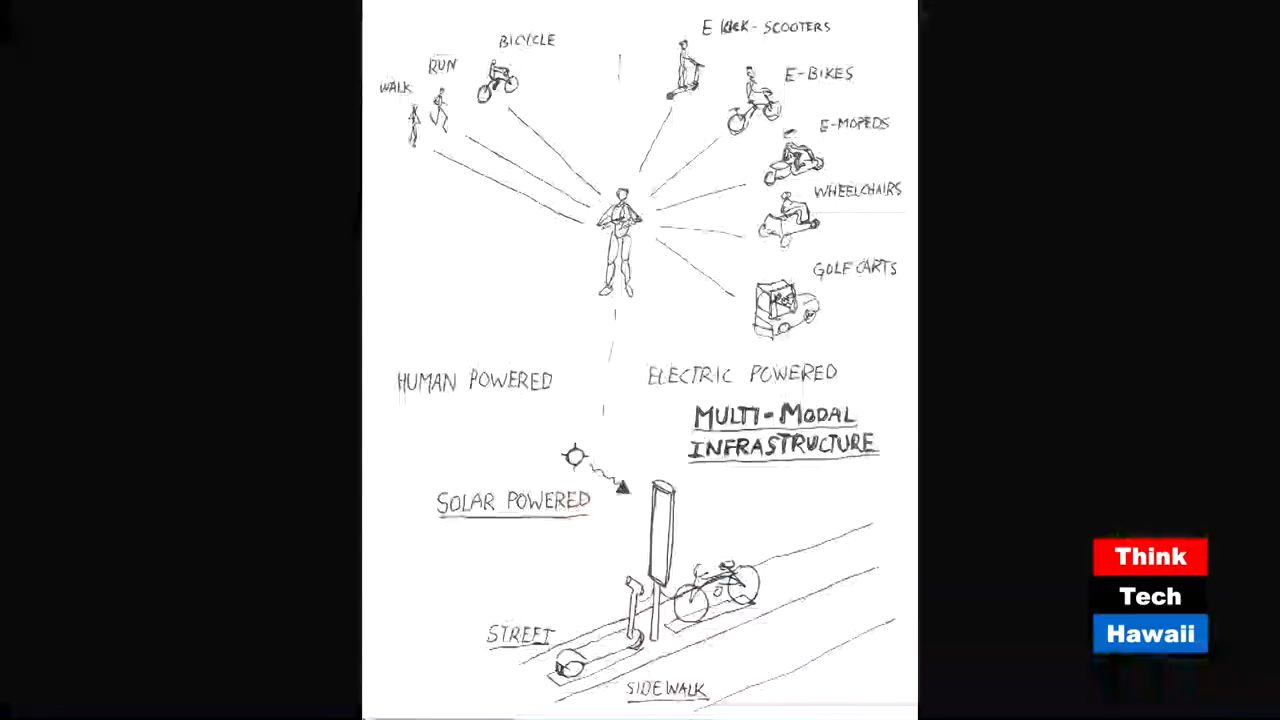 BICYCLE
RUN
WALK
E KICK-SCOOTERS
E-BIKES
E-MOPEDS
WHEELCHAIRS
GOLF CARTS
HUMAN POWERED
ELECTRIC POWERED
MULTI-MODAL
INFRASTRUCTURE
SOLAR POWERED
STREET
SIDEWALK
Think
Tech
Hawaii